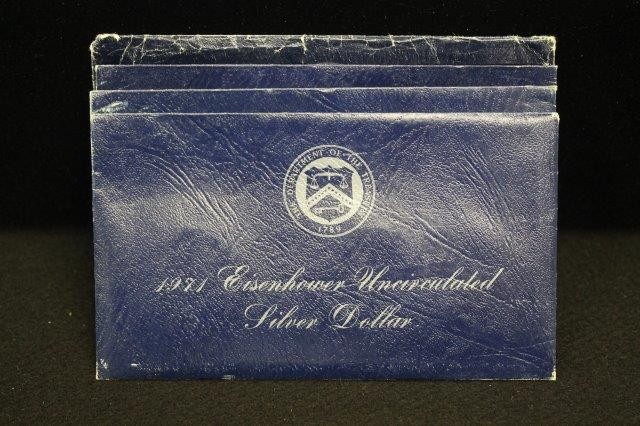 THE DEPARTMENT OF THE TREASURY
1789
1971 Eisenhower Uncirculated
Silver Dollar